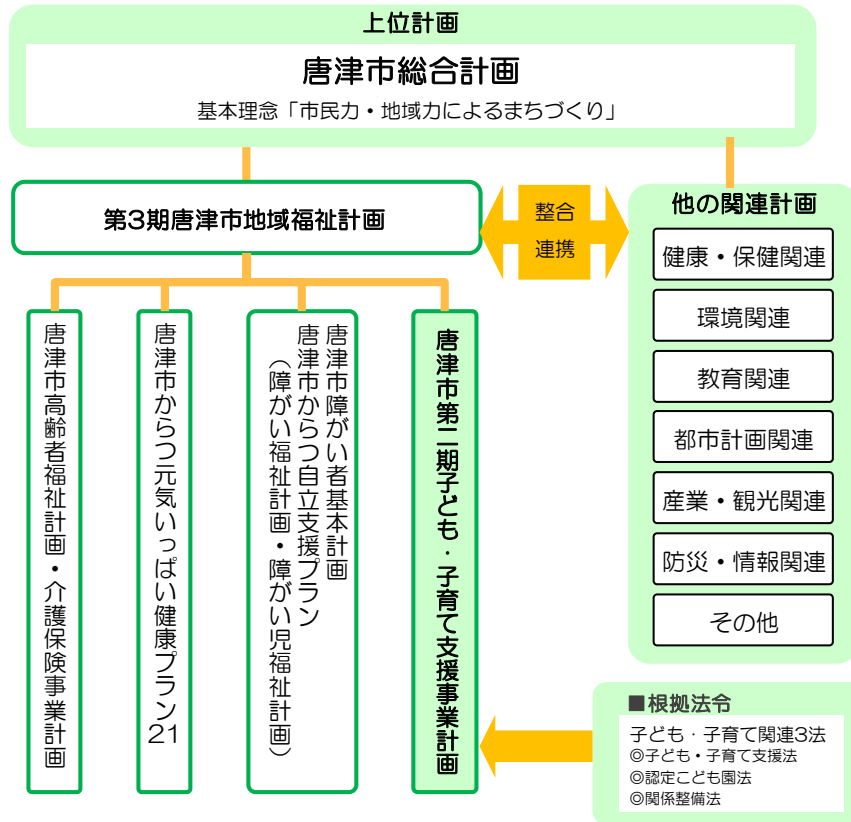 上位計画
唐津市総合計画
基本理念「市民力・地域力によるまちづくり」
第3期唐津市地域福祉計画
整合
連携
他の関連計画
健康・保健関連
環境関連
教育関連
都市計画関連
産業・観光関連
防災・情報関連
その他
唐津市高齢者福祉計画・介護保険事業計画
唐津市からつ元気いっぱい健康プラン21
唐津市障がい者基本計画
唐津市からつ自立支援プラン
（障がい福祉計画・障がい児福祉計画）
唐津市第二期子ども・子育て支援事業計画
■根拠法令
子ども・子育て関連3法
◎子ども・子育て支援法
◎認定こども園法
◎関係整備法